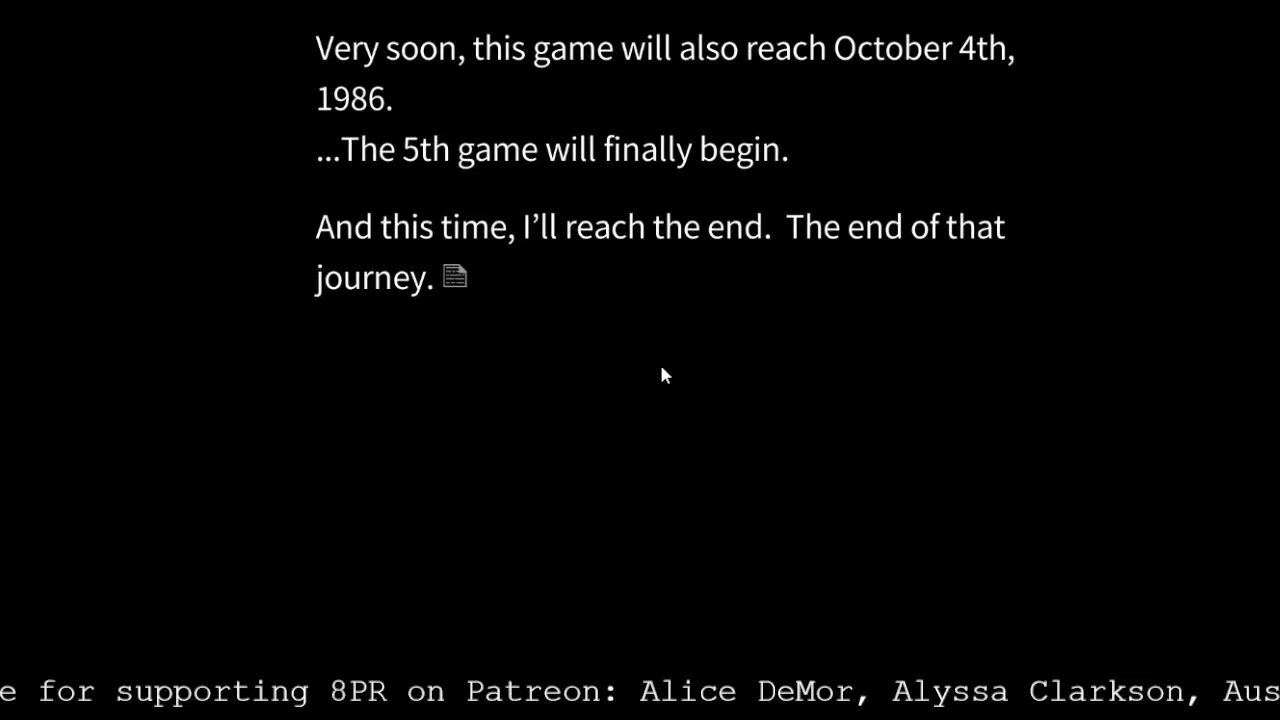 Very soon, this game will also reach October 4th,
1986.
...The 5th game will finally begin.
And this time, I’ll reach the end.  The end of that
journey.
e for supporting 8PR on Patreon: Alice DeMor, Alyssa Clarkson, Aus